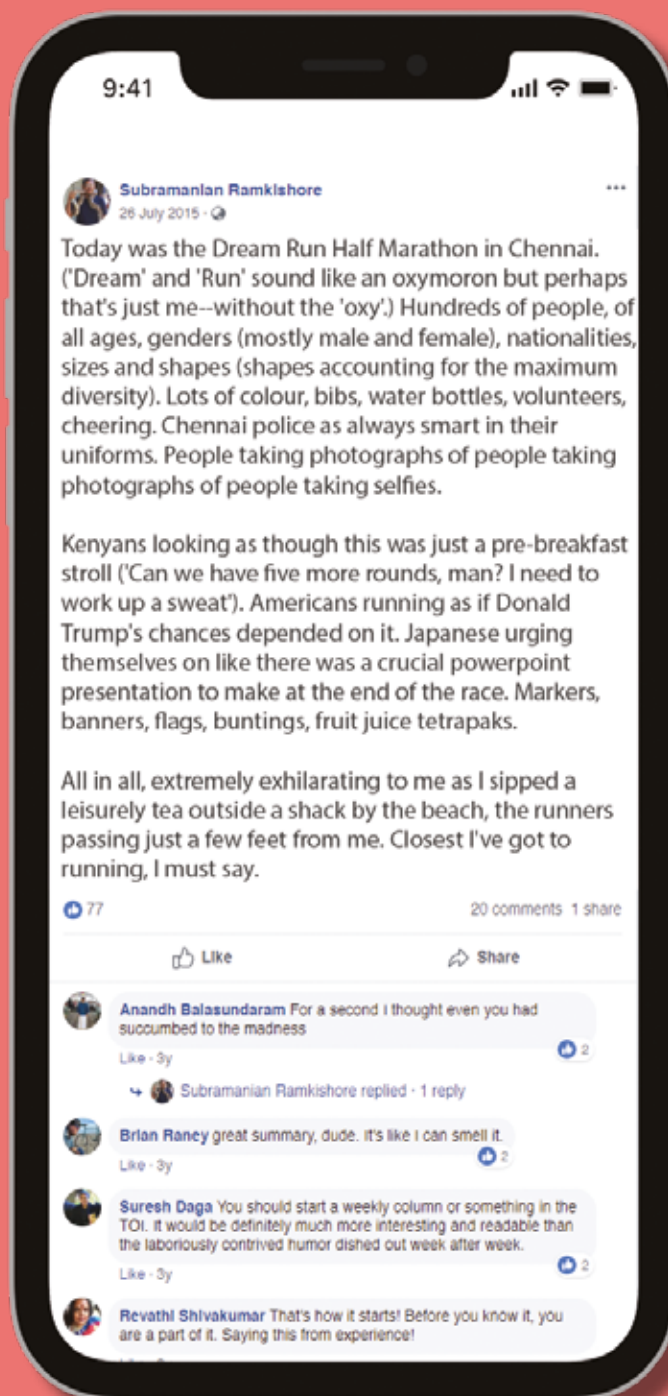 9:41
Subramanian Ramkishore
26 July 2015 ·
Today was the Dream Run Half Marathon in Chennai.
('Dream' and 'Run' sound like an oxymoron but perhaps
that's just me--without the 'oxy'.) Hundreds of people, of
all ages, genders (mostly male and female), nationalities,
sizes and shapes (shapes accounting for the maximum
diversity). Lots of colour, bibs, water bottles, volunteers,
cheering. Chennai police as always smart in their
uniforms. People taking photographs of people taking
photographs of people taking selfies.
Kenyans looking as though this was just a pre-breakfast
stroll ('Can we have five more rounds, man? I need to
work up a sweat'). Americans running as if Donald
Trump's chances depended on it. Japanese urging
themselves on like there was a crucial powerpoint
presentation to make at the end of the race. Markers,
banners, flags, buntings, fruit juice tetrapaks.
All in all, extremely exhilarating to me as I sipped a
leisurely tea outside a shack by the beach, the runners
passing just a few feet from me. Closest I've got to
running, I must say.
77 20 comments 1 share
Like Share
Anandh Balasundaram For a second I thought even you had
succumbed to the madness
Like · 3y 2
Subramanian Ramkishore replied · 1 reply
Brian Raney great summary, dude. It's like I can smell it.
Like · 3y 2
Suresh Daga You should start a weekly column or something in the
TOI. It would be definitely much more interesting and readable than
the laboriously contrived humor dished out week after week.
Like · 3y 2
Revathi Shivakumar That's how it starts! Before you know it, you
are a part of it. Saying this from experience!